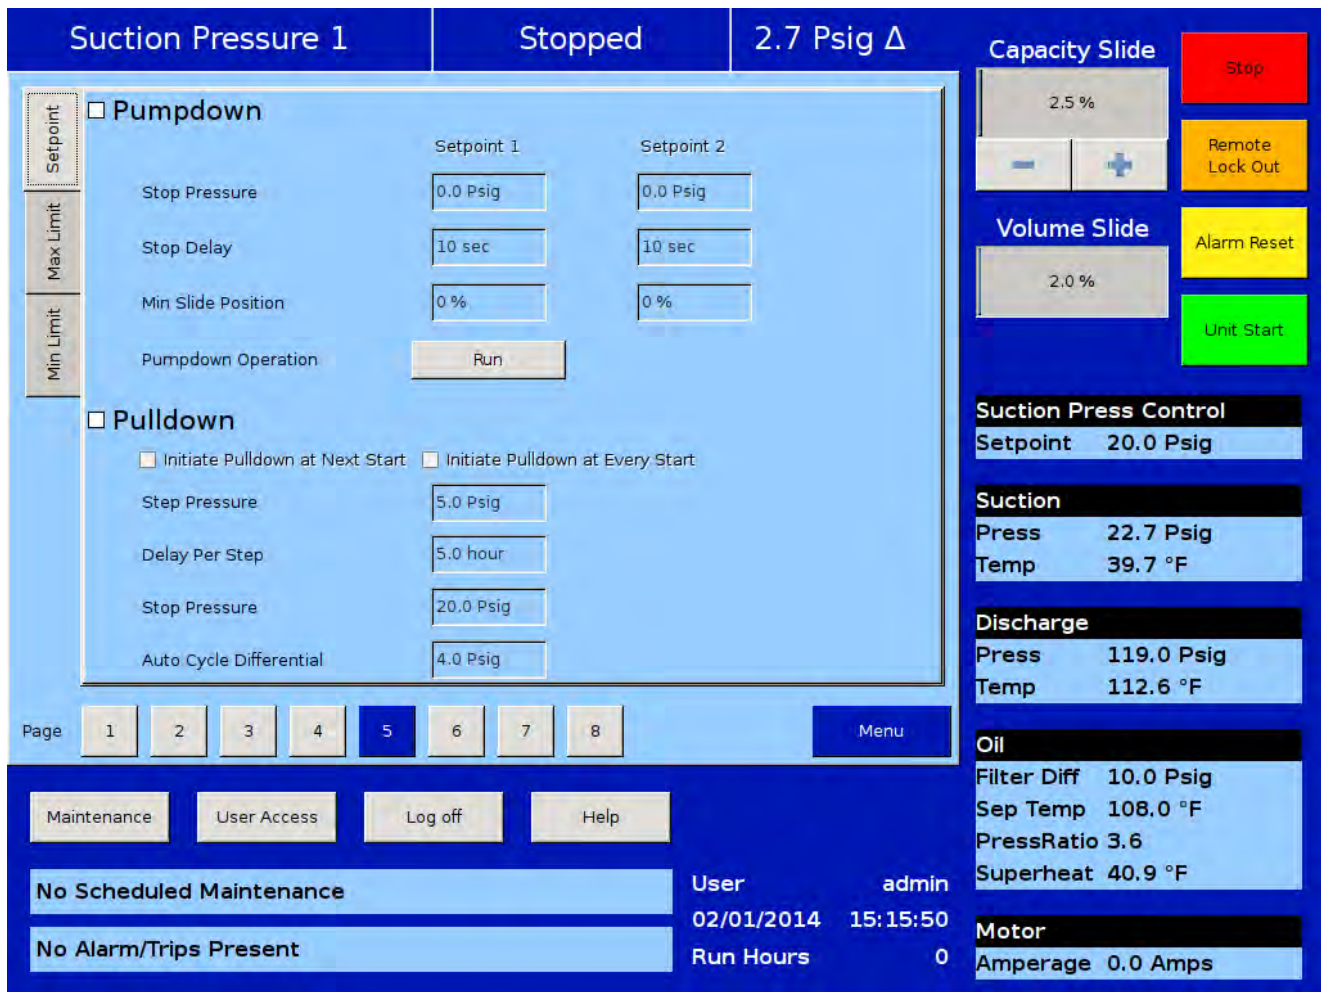 Suction Pressure 1 Stopped 2.7 Psig Δ
Setpoint
Max Limit
Min Limit
Pumpdown
Setpoint 1 Setpoint 2
Stop Pressure 0.0 Psig 0.0 Psig
Stop Delay 10 sec 10 sec
Min Slide Position 0 % 0 %
Pumpdown Operation Run
Pulldown
Initiate Pulldown at Next Start Initiate Pulldown at Every Start
Step Pressure 5.0 Psig
Delay Per Step 5.0 hour
Stop Pressure 20.0 Psig
Auto Cycle Differential 4.0 Psig
Page 1 2 3 4 5 6 7 8 Menu
Maintenance User Access Log off Help
No Scheduled Maintenance
No Alarm/Trips Present
User admin
02/01/2014 15:15:50
Run Hours 0
Capacity Slide
2.5 %
− +
Volume Slide
2.0 %
Stop
Remote
Lock Out
Alarm Reset
Unit Start
Suction Press Control
Setpoint 20.0 Psig
Suction
Press 22.7 Psig
Temp 39.7 °F
Discharge
Press 119.0 Psig
Temp 112.6 °F
Oil
Filter Diff 10.0 Psig
Sep Temp 108.0 °F
PressRatio 3.6
Superheat 40.9 °F
Motor
Amperage 0.0 Amps